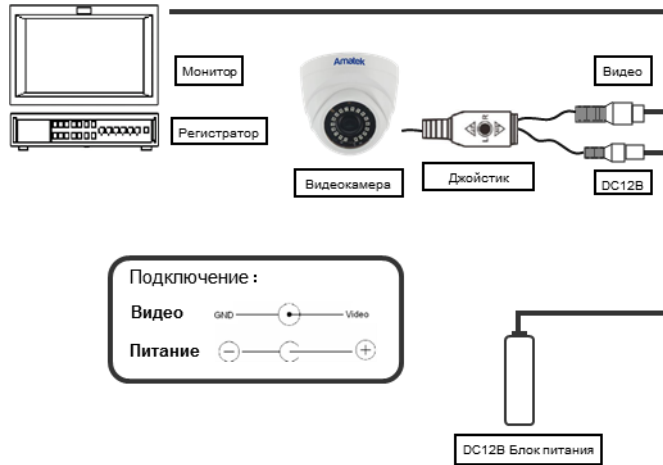 Amatek
Монитор
Видео
Регистратор
R
L
Видеокамера
Джойстик
DC12В
Подключение:
Видео GND Video
Питание − +
DC12В Блок питания